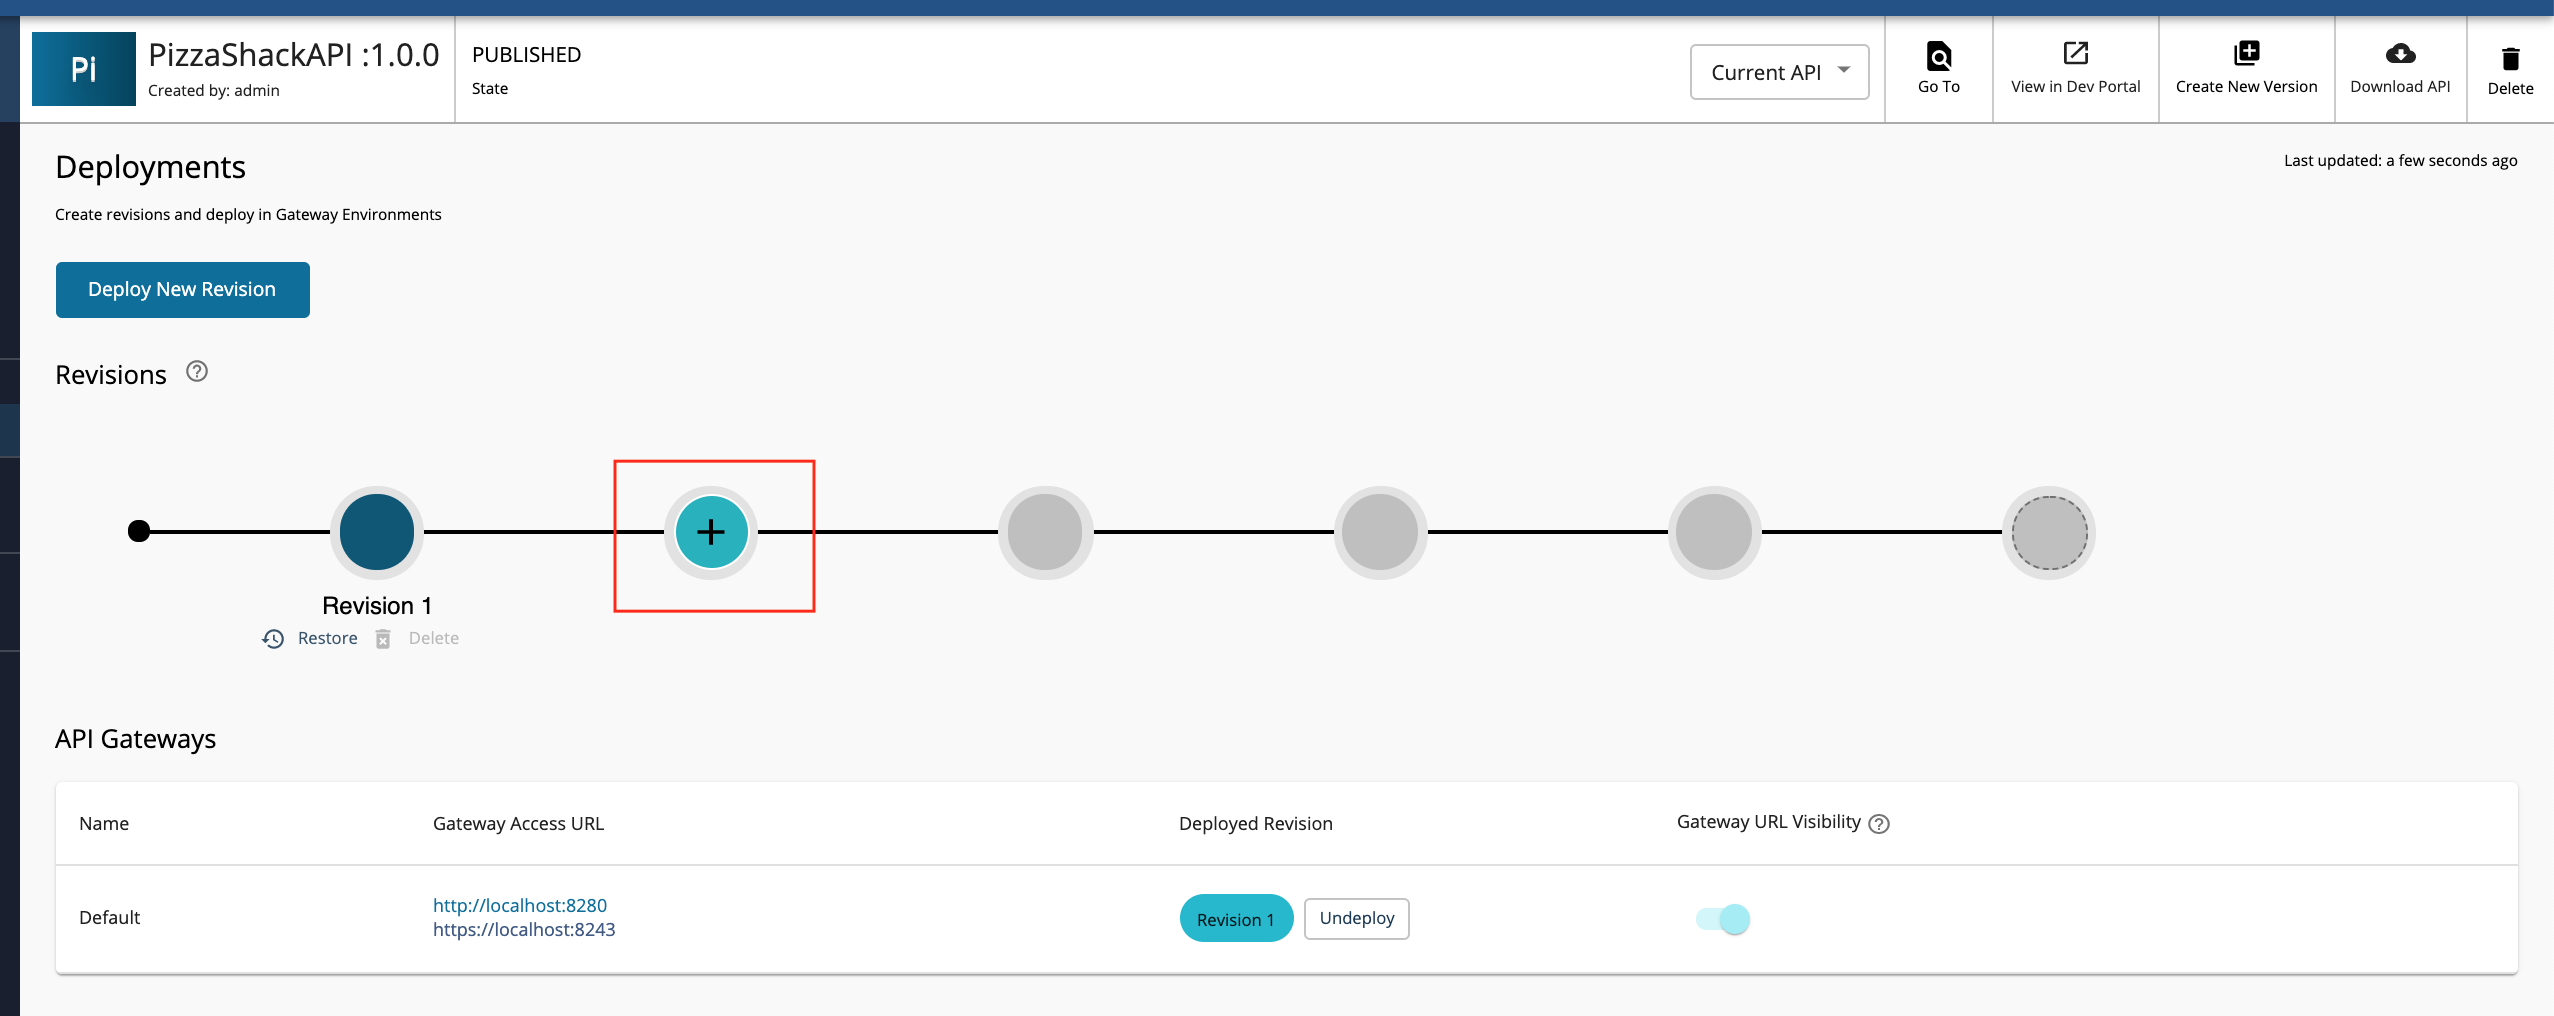 Pi
PizzaShackAPI :1.0.0
Created by: admin
PUBLISHED
State
Current API
Go To
View in Dev Portal
Create New Version
Download API
Delete
Deployments
Last updated: a few seconds ago
Create revisions and deploy in Gateway Environments
Deploy New Revision
Revisions
Revision 1
Restore Delete
API Gateways
Name Gateway Access URL Deployed Revision Gateway URL Visibility
Default http://localhost:8280 Revision 1 Undeploy
https://localhost:8243